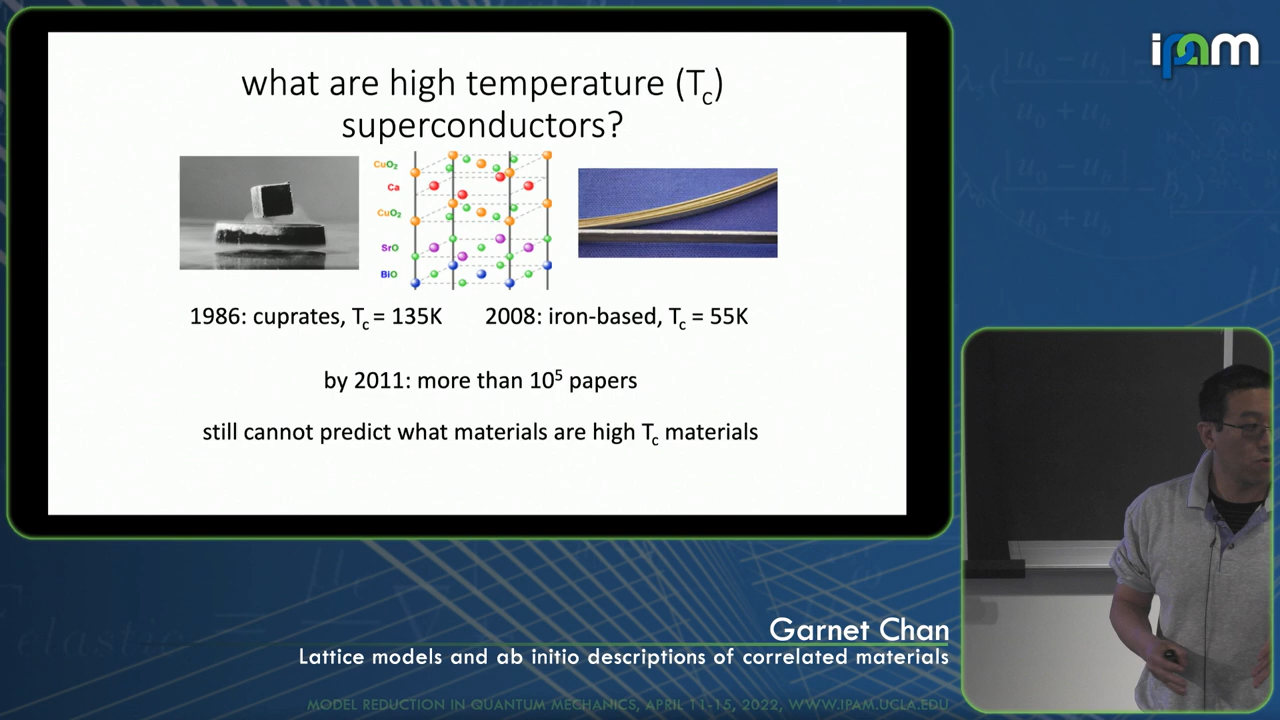 ipam
what are high temperature (Tc)
superconductors?
CuO2
Ca
CuO2
SrO
BiO
1986: cuprates, Tc = 135K
2008: iron-based, Tc = 55K
by 2011: more than 10⁵ papers
still cannot predict what materials are high Tc materials
Garnet Chan
Lattice models and ab initio descriptions of correlated materials
MODEL REDUCTION IN QUANTUM MECHANICS, APRIL 11-15, 2022, WWW.IPAM.UCLA.EDU